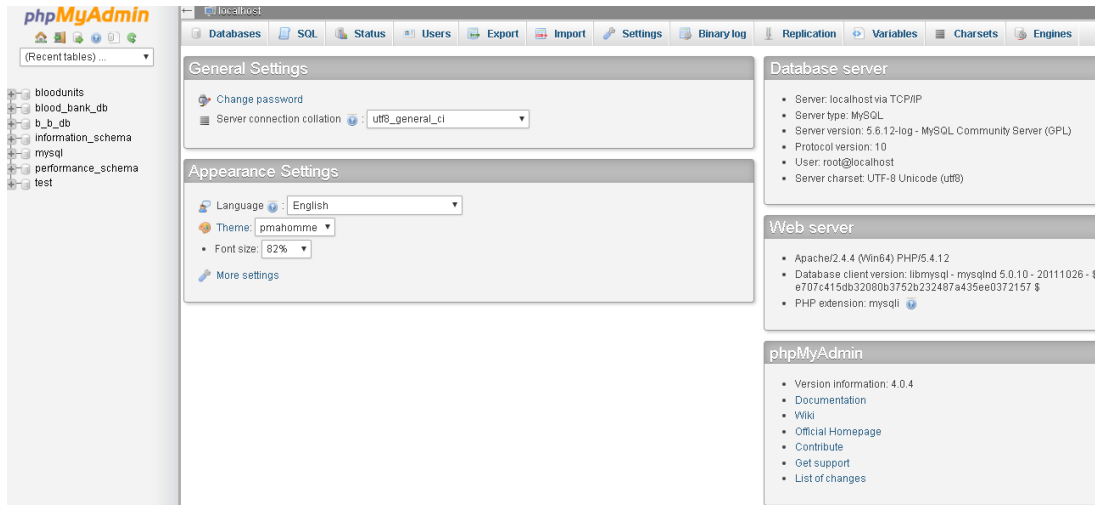 phpMyAdmin
(Recent tables) ...
bloodunits
blood_bank_db
b_b_db
information_schema
mysql
performance_schema
test
localhost
Databases SQL Status Users Export Import Settings Binary log Replication Variables Charsets Engines
General Settings
Change password
Server connection collation : utf8_general_ci
Appearance Settings
Language : English
Theme: pmahomme
Font size: 82%
More settings
Database server
Server: localhost via TCP/IP
Server type: MySQL
Server version: 5.6.12-log - MySQL Community Server (GPL)
Protocol version: 10
User: root@localhost
Server charset: UTF-8 Unicode (utf8)
Web server
Apache/2.4.4 (Win64) PHP/5.4.12
Database client version: libmysql - mysqlnd 5.0.10 - 20111026 - $
e707c415db32080b3752b232487a435ee0372157 $
PHP extension: mysqli
phpMyAdmin
Version information: 4.0.4
Documentation
Wiki
Official Homepage
Contribute
Get support
List of changes